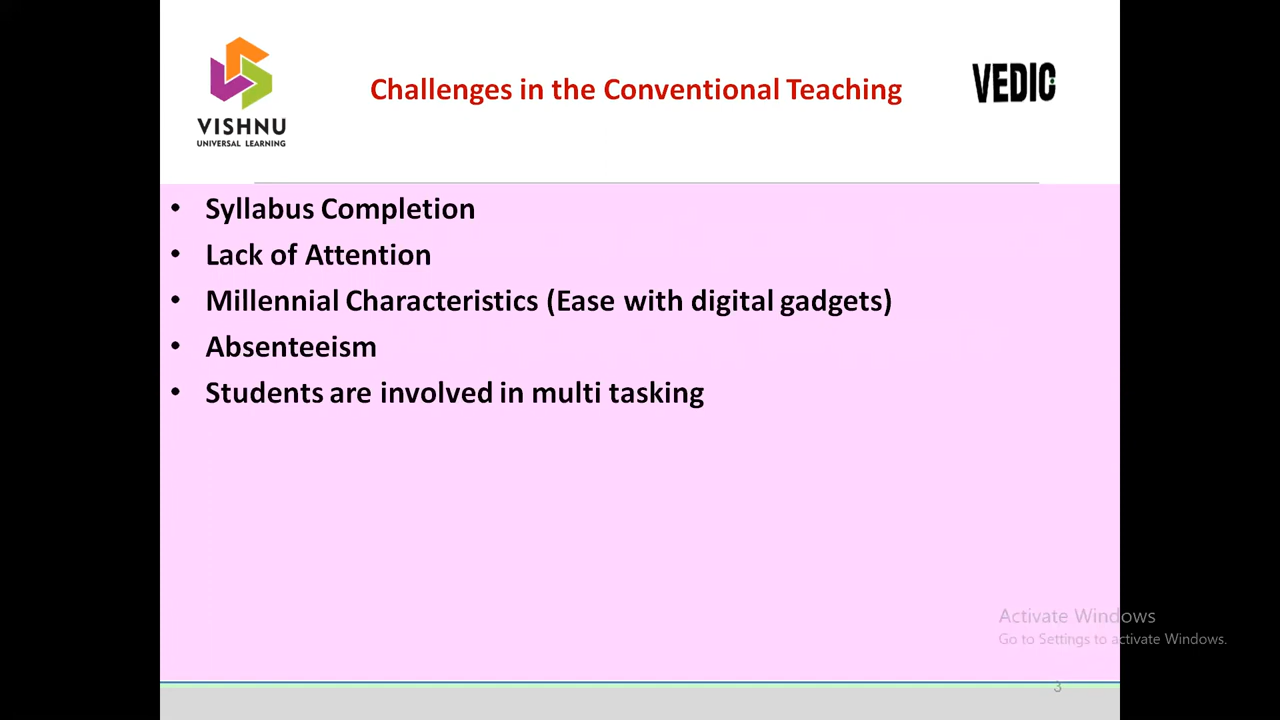 Challenges in the Conventional Teaching
VEDIC
VISHNU
UNIVERSAL LEARNING
• Syllabus Completion
• Lack of Attention
• Millennial Characteristics (Ease with digital gadgets)
• Absenteeism
• Students are involved in multi tasking
Activate Windows
Go to Settings to activate Windows.
3